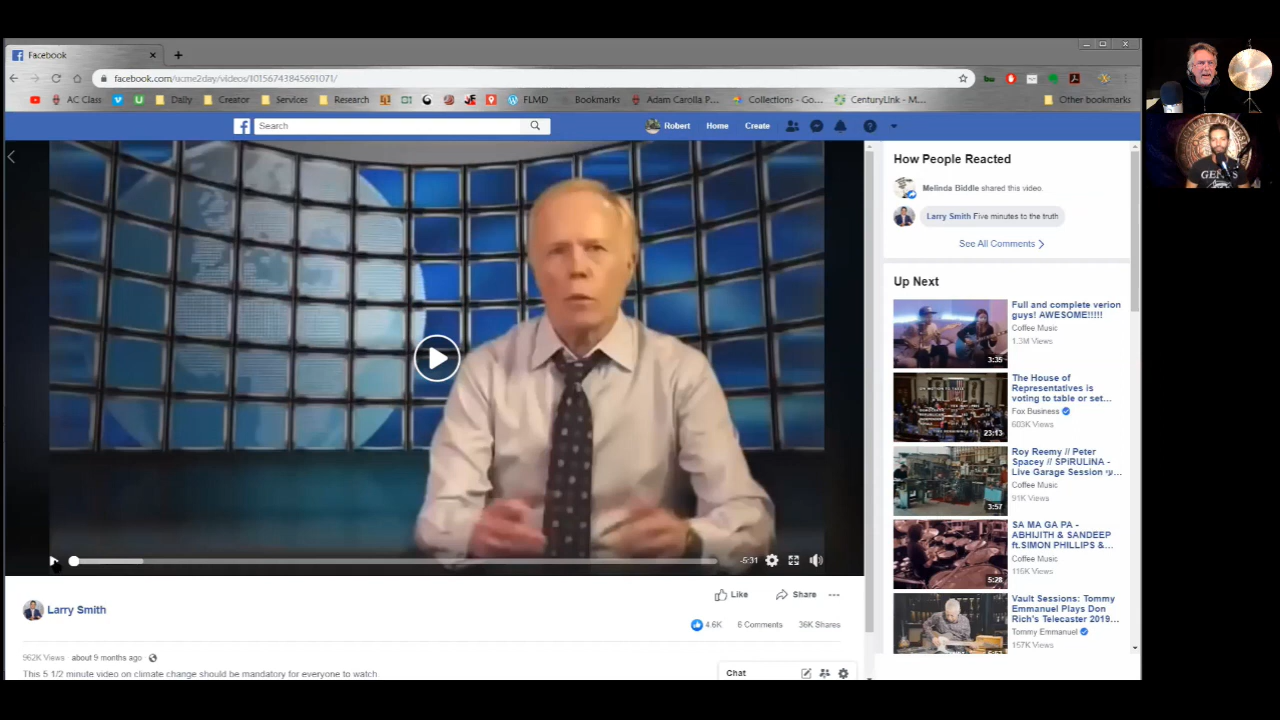 Facebook
facebook.com/ucme2day/videos/10156743845691071/
AC Class
Daily
Creator
Services
Research
FLMD
Bookmarks
Adam Carolla P...
Collections - Go...
CenturyLink - M...
Other bookmarks
Search
Robert
Home
Create
How People Reacted
Melinda Biddle shared this video.
Larry Smith Five minutes to the truth
See All Comments
Up Next
Full and complete verion
guys! AWESOME!!!!!
Coffee Music
1.3M Views
3:35
The House of
Representatives is
voting to table or set...
Fox Business
603K Views
23:13
Roy Reemy // Peter
Spacey // SPiRULiNA -
Live Garage Session
Coffee Music
91K Views
3:57
SA MA GA PA -
ABHIJITH & SANDEEP
ft.SIMON PHILLIPS &...
Coffee Music
116K Views
5:28
Vault Sessions: Tommy
Emmanuel Plays Don
Rich's Telecaster 2019...
Tommy Emmanuel
157K Views
-5:31
Larry Smith
Like
Share
4.6K
6 Comments
36K Shares
962K Views
about 9 months ago
This 5 1/2 minute video on climate change should be mandatory for everyone to watch
Chat